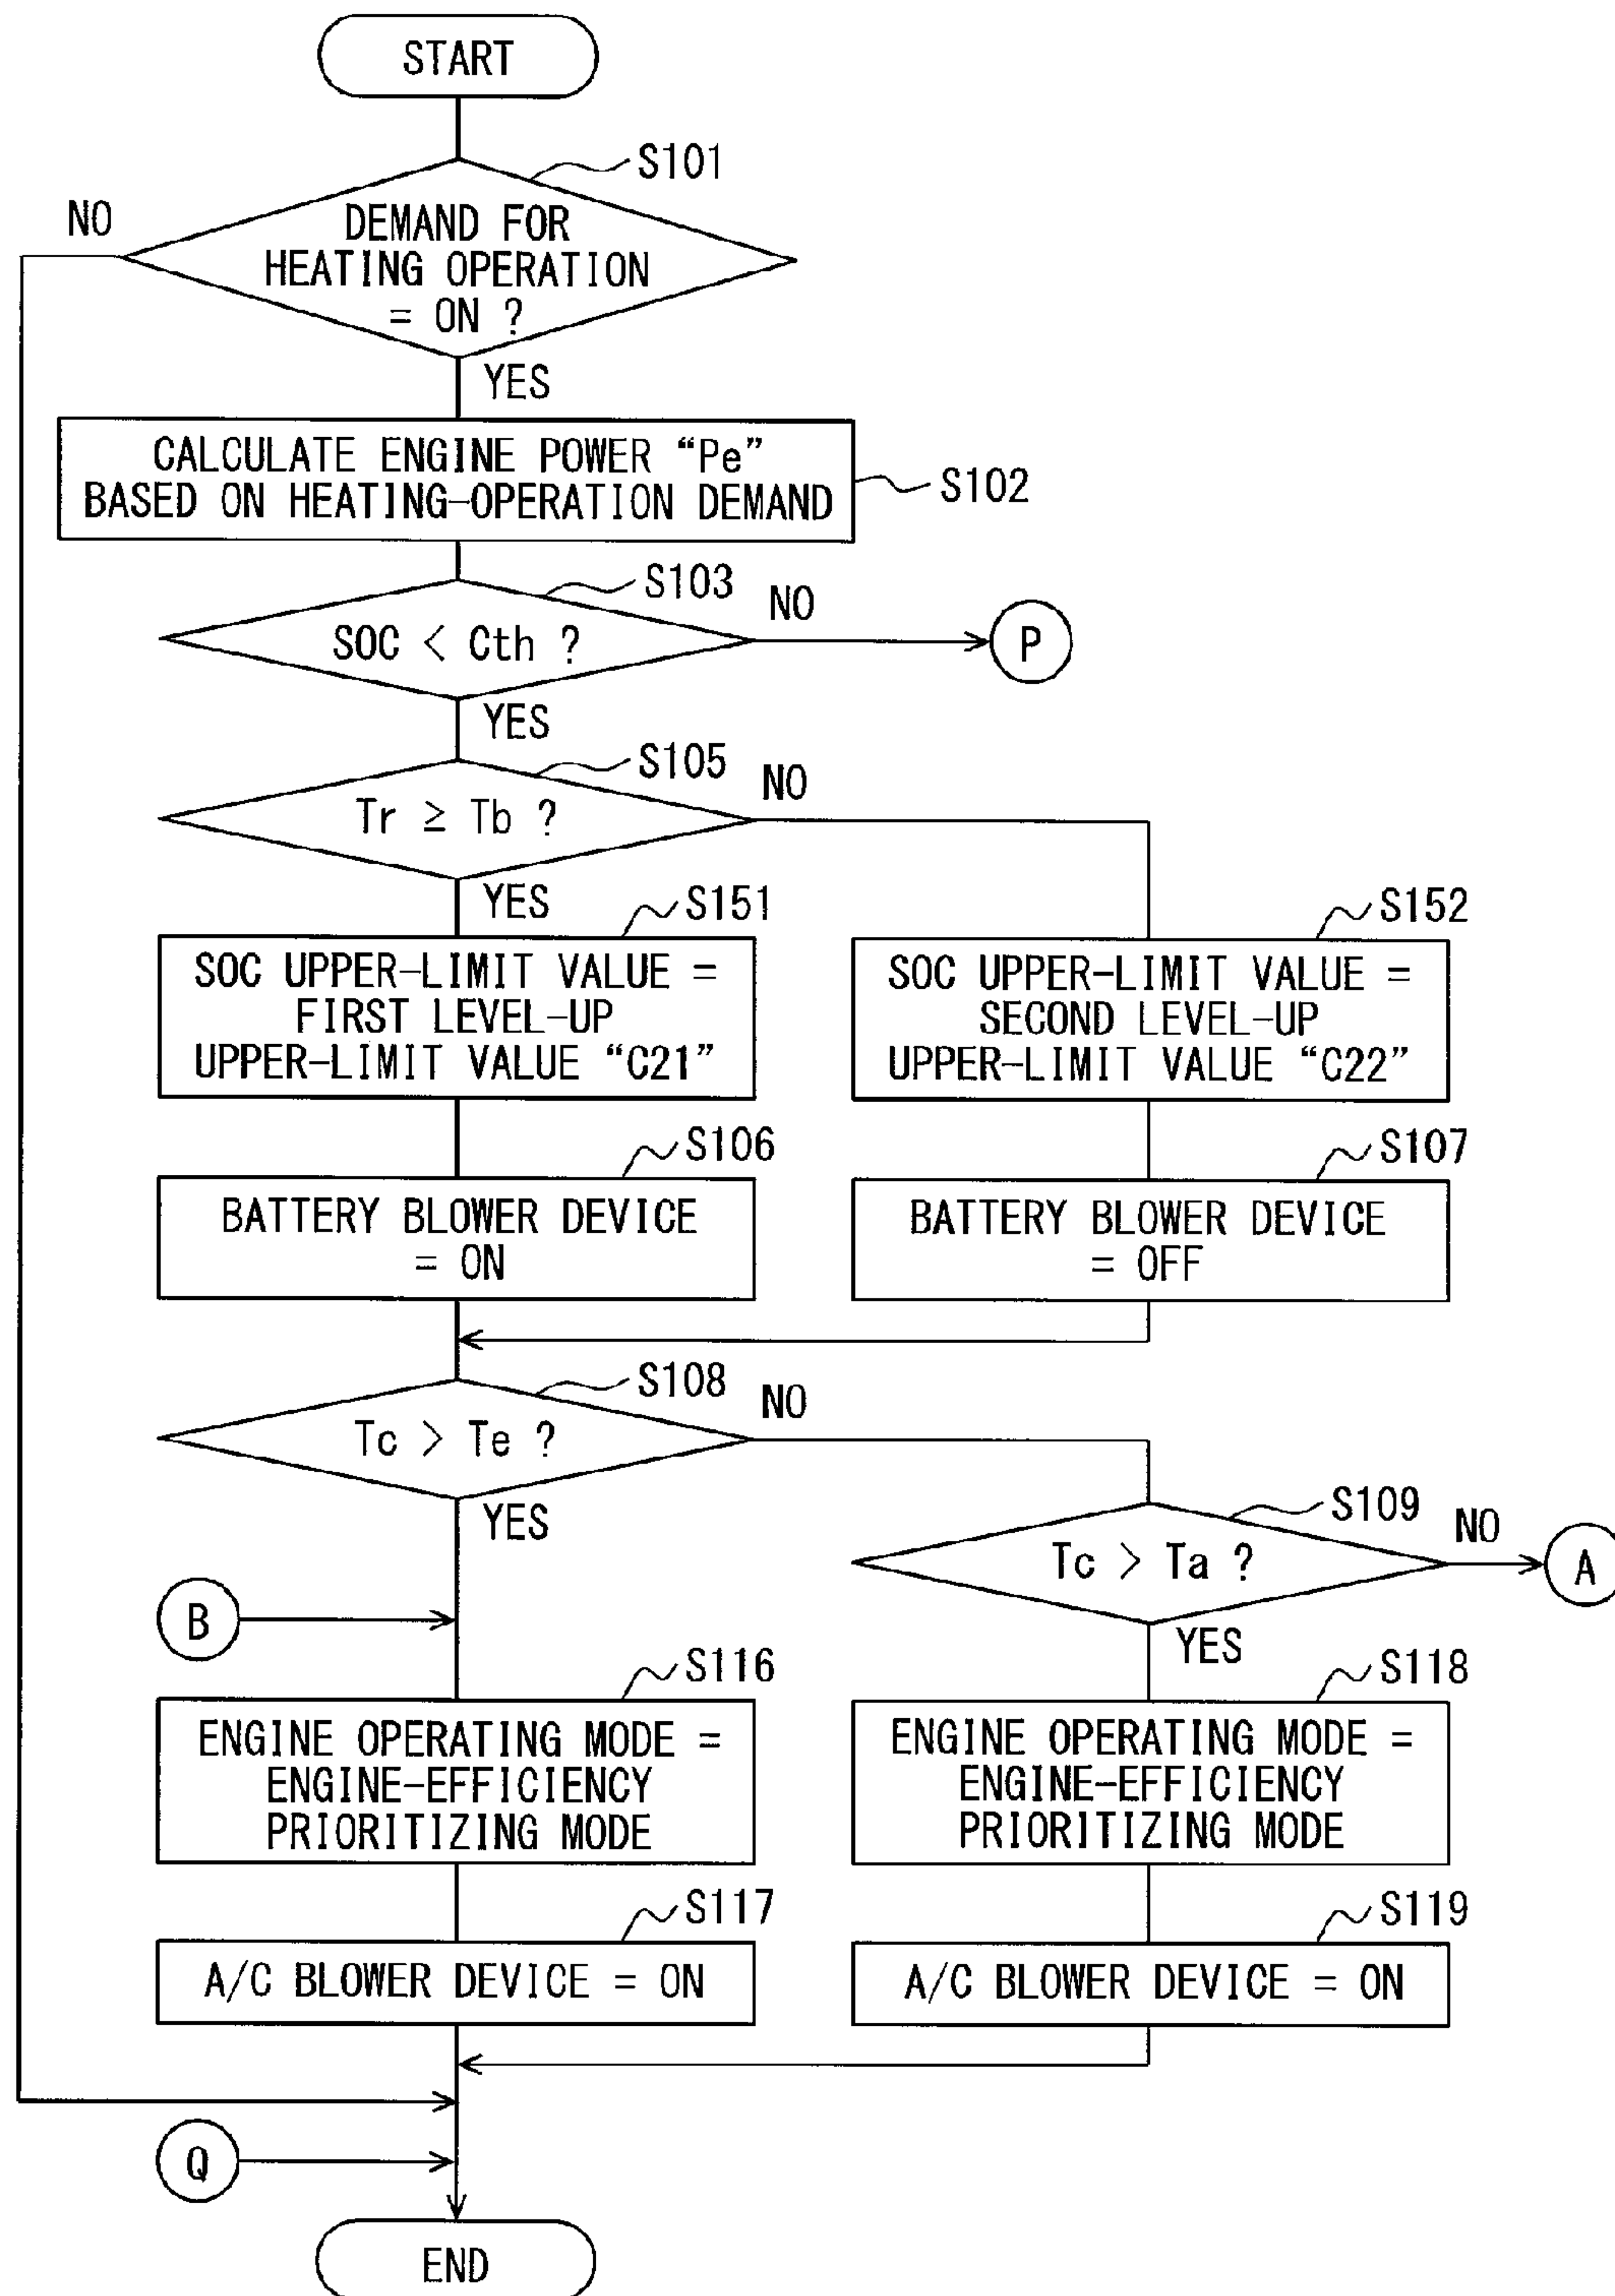 START
S101
NO
DEMAND FOR
HEATING OPERATION
= ON ?
YES
CALCULATE ENGINE POWER “Pe”
BASED ON HEATING-OPERATION DEMAND
S102
S103
NO
SOC < Cth ?
P
YES
S105
NO
Tr ≥ Tb ?
YES
S151
S152
SOC UPPER-LIMIT VALUE =
FIRST LEVEL-UP
UPPER-LIMIT VALUE “C21”
SOC UPPER-LIMIT VALUE =
SECOND LEVEL-UP
UPPER-LIMIT VALUE “C22”
S106
S107
BATTERY BLOWER DEVICE
= ON
BATTERY BLOWER DEVICE
= OFF
S108
NO
Tc > Te ?
YES
S109
NO
Tc > Ta ?
A
B
YES
S116
S118
ENGINE OPERATING MODE =
ENGINE-EFFICIENCY
PRIORITIZING MODE
ENGINE OPERATING MODE =
ENGINE-EFFICIENCY
PRIORITIZING MODE
S117
S119
A/C BLOWER DEVICE = ON
A/C BLOWER DEVICE = ON
Q
END